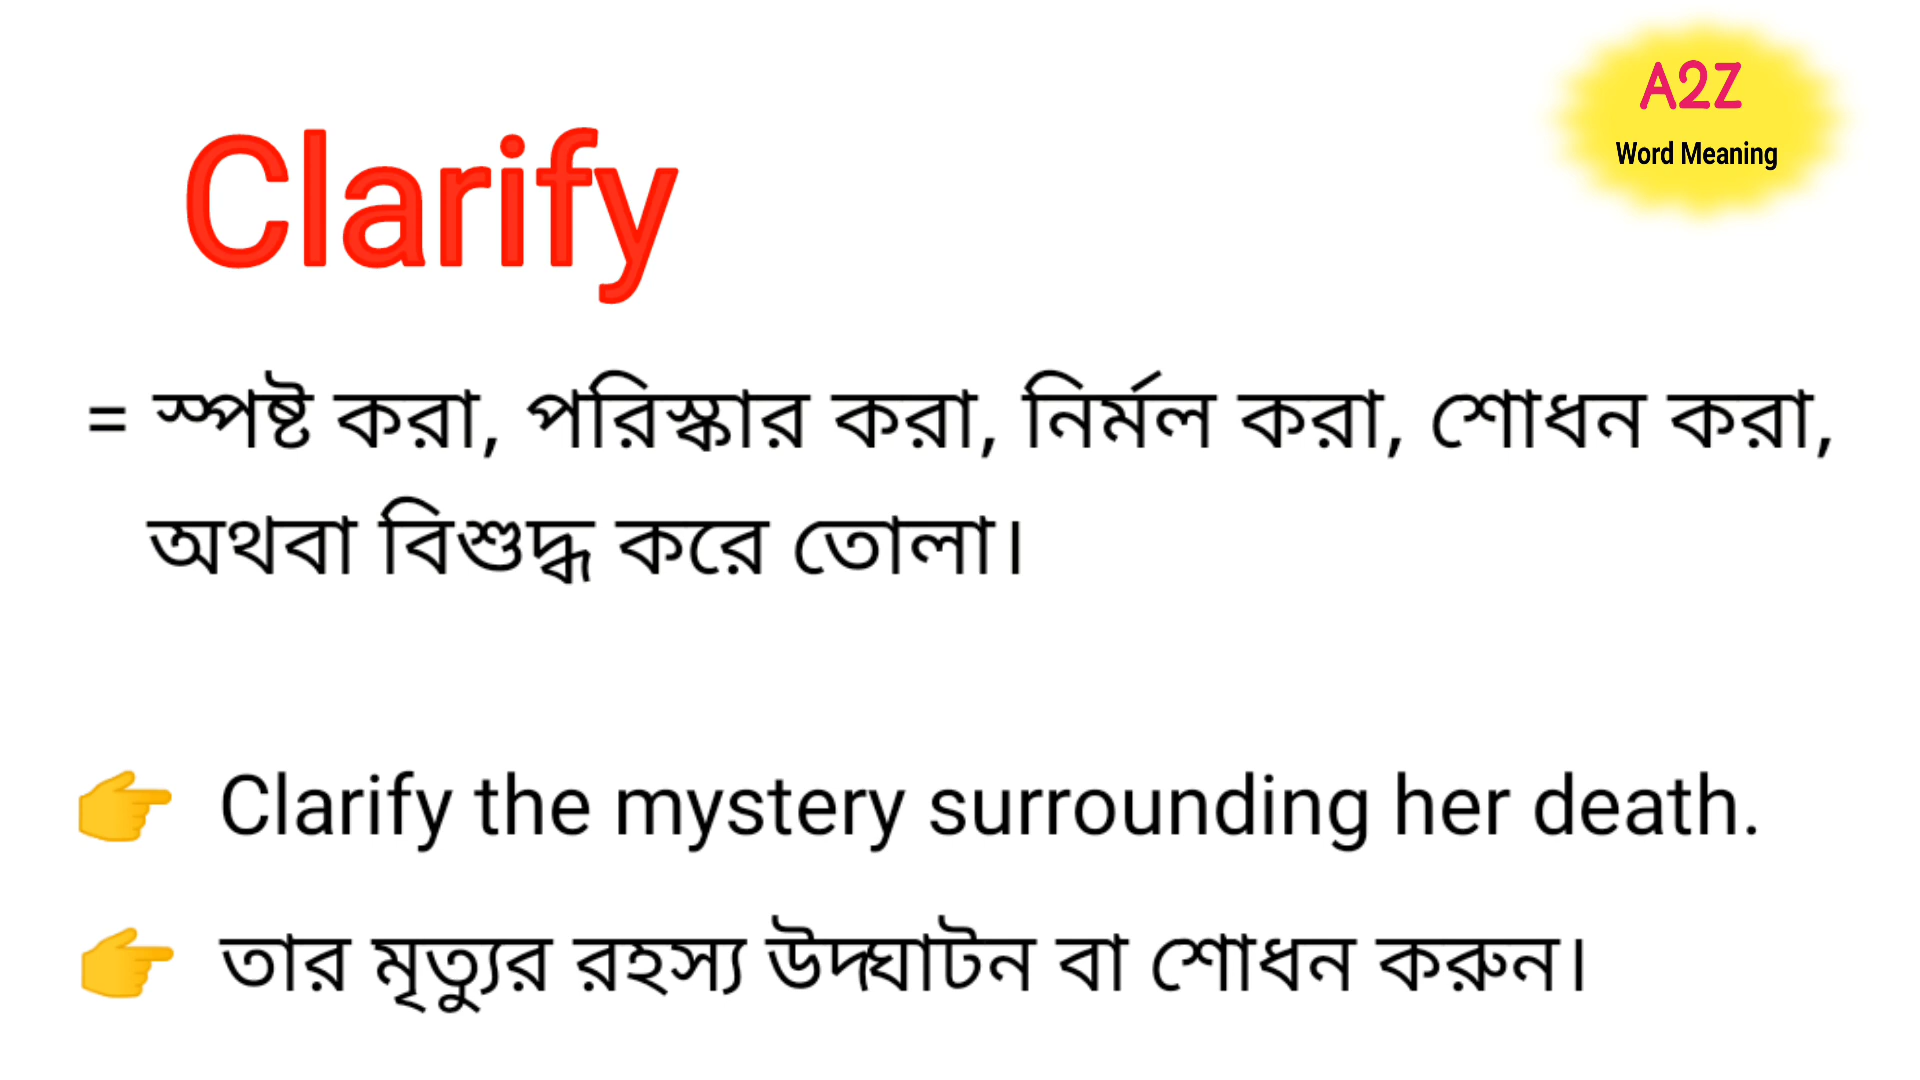 A2Z
Word Meaning
Clarify
= স্পষ্ট করা, পরিস্কার করা, নির্মল করা, শোধন করা,
অথবা বিশুদ্ধ করে তোলা।
👉 Clarify the mystery surrounding her death.
👉 তার মৃত্যুর রহস্য উদ্ঘাটন বা শোধন করুন।